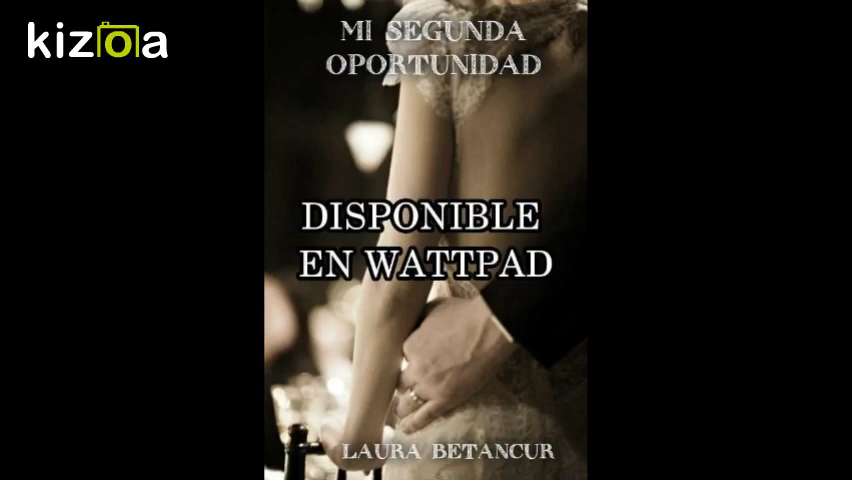 kizoa
MI SEGUNDA
OPORTUNIDAD
DISPONIBLE
EN WATTPAD
LAURA BETANCUR